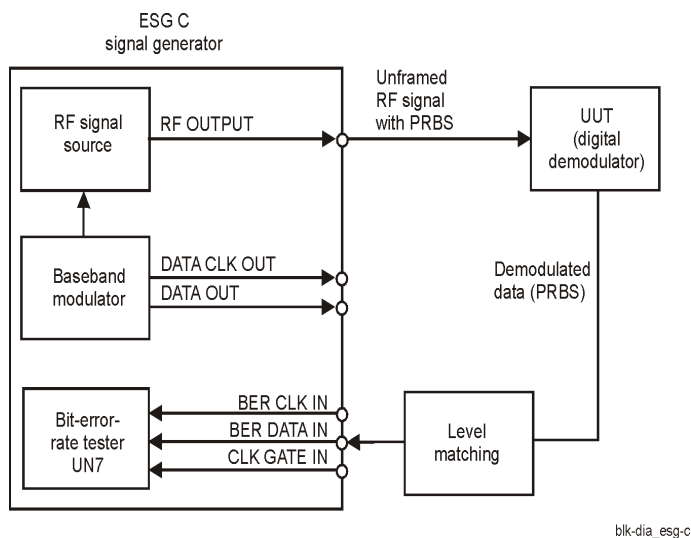 ESG C
signal generator
RF signal
source
RF OUTPUT
Unframed
RF signal
with PRBS
UUT
(digital
demodulator)
Baseband
modulator
DATA CLK OUT
DATA OUT
Demodulated
data (PRBS)
Bit-error-
rate tester
UN7
BER CLK IN
BER DATA IN
CLK GATE IN
Level
matching
blk-dia_esg-c